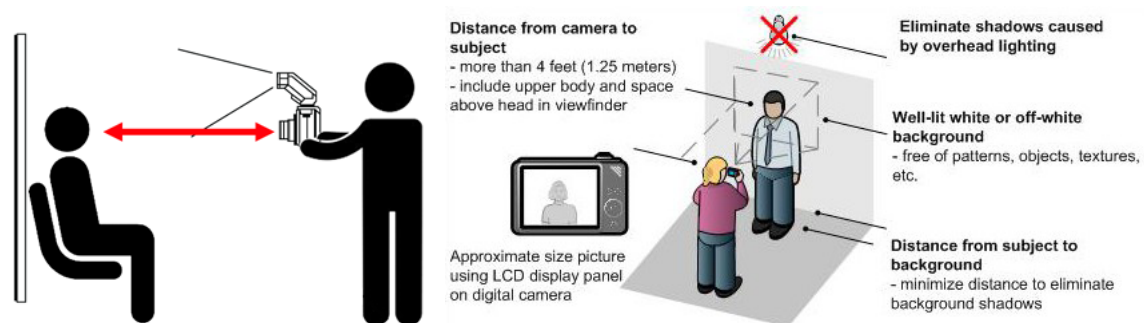 Distance from camera to
subject
- more than 4 feet (1.25 meters)
- include upper body and space
above head in viewfinder
Approximate size picture
using LCD display panel
on digital camera
Eliminate shadows caused
by overhead lighting
Well-lit white or off-white
background
- free of patterns, objects, textures,
etc.
Distance from subject to
background
- minimize distance to eliminate
background shadows